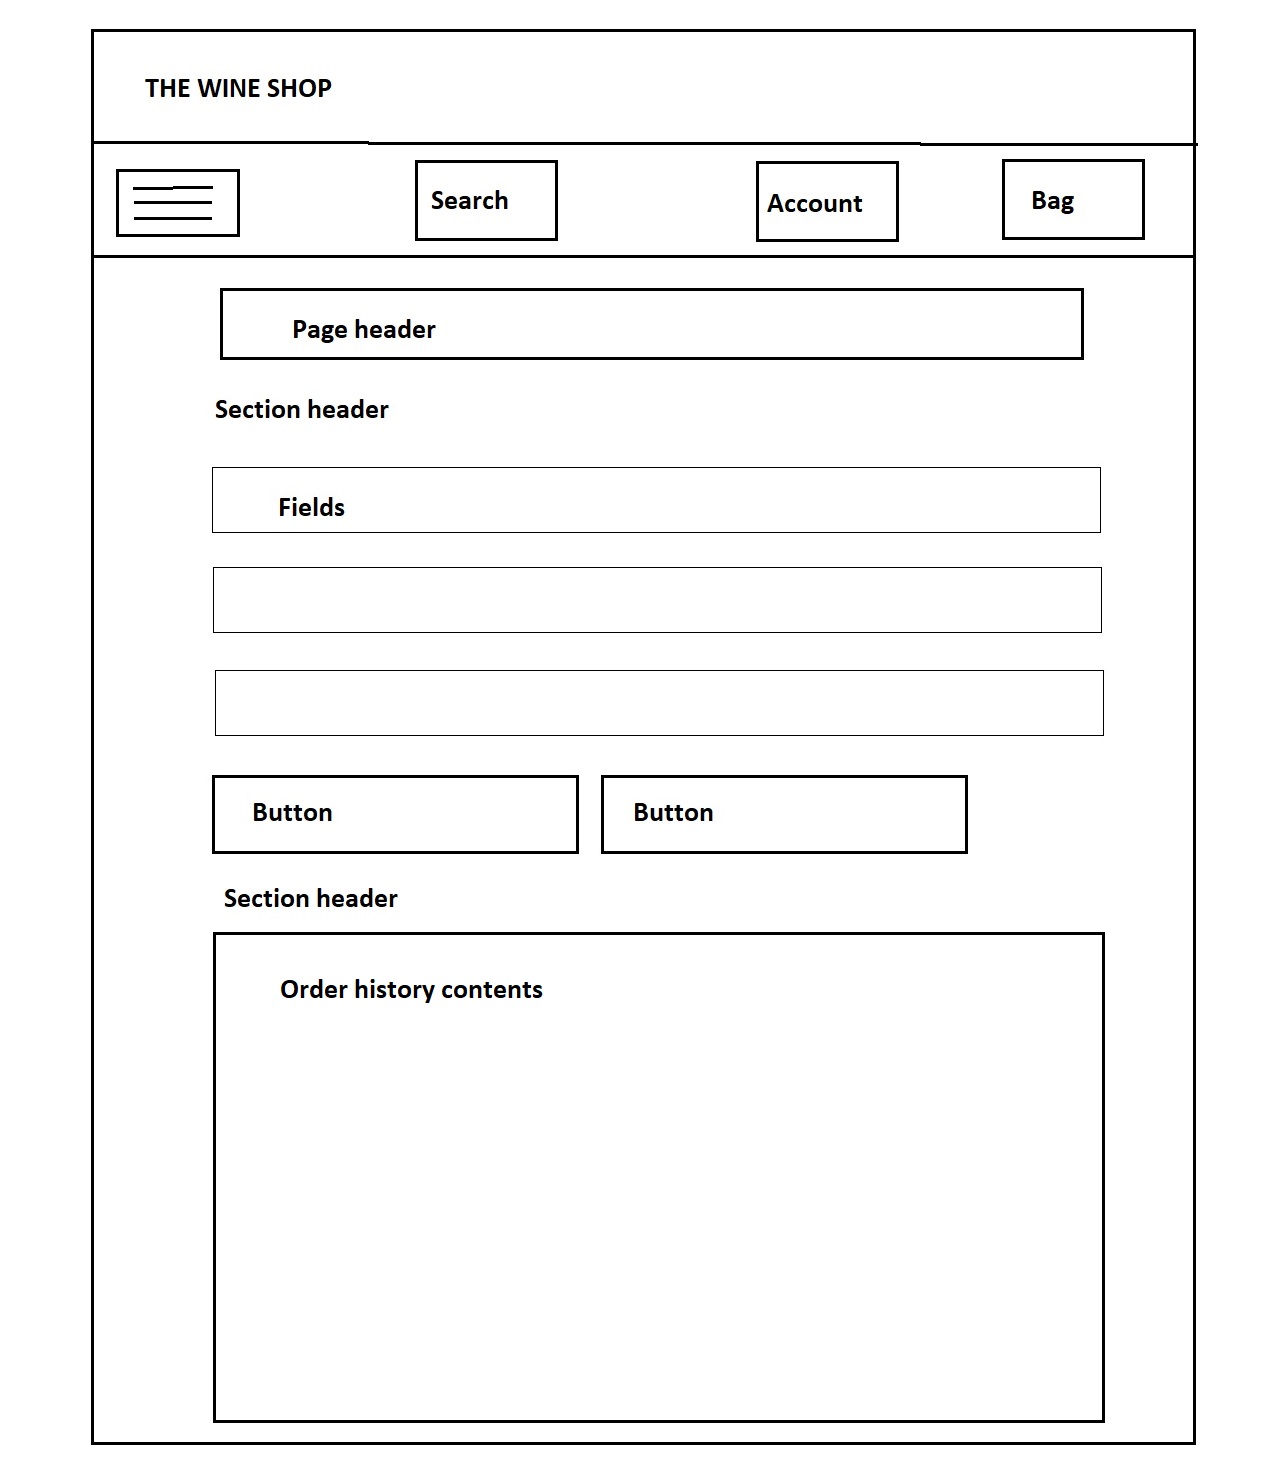 THE WINE SHOP
Search
Account
Bag
Page header
Section header
Fields
Button
Button
Section header
Order history contents